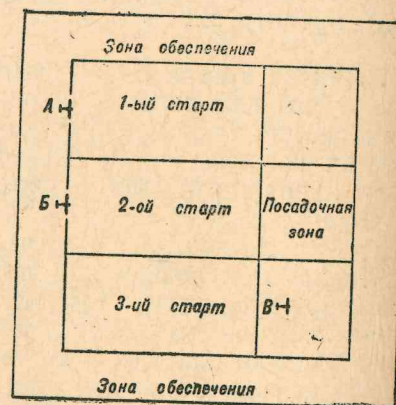 Зона обеспечения
А
1-ый старт
Б
2-ой старт
Посадочная
зона
3-ий старт
В
Зона обеспечения